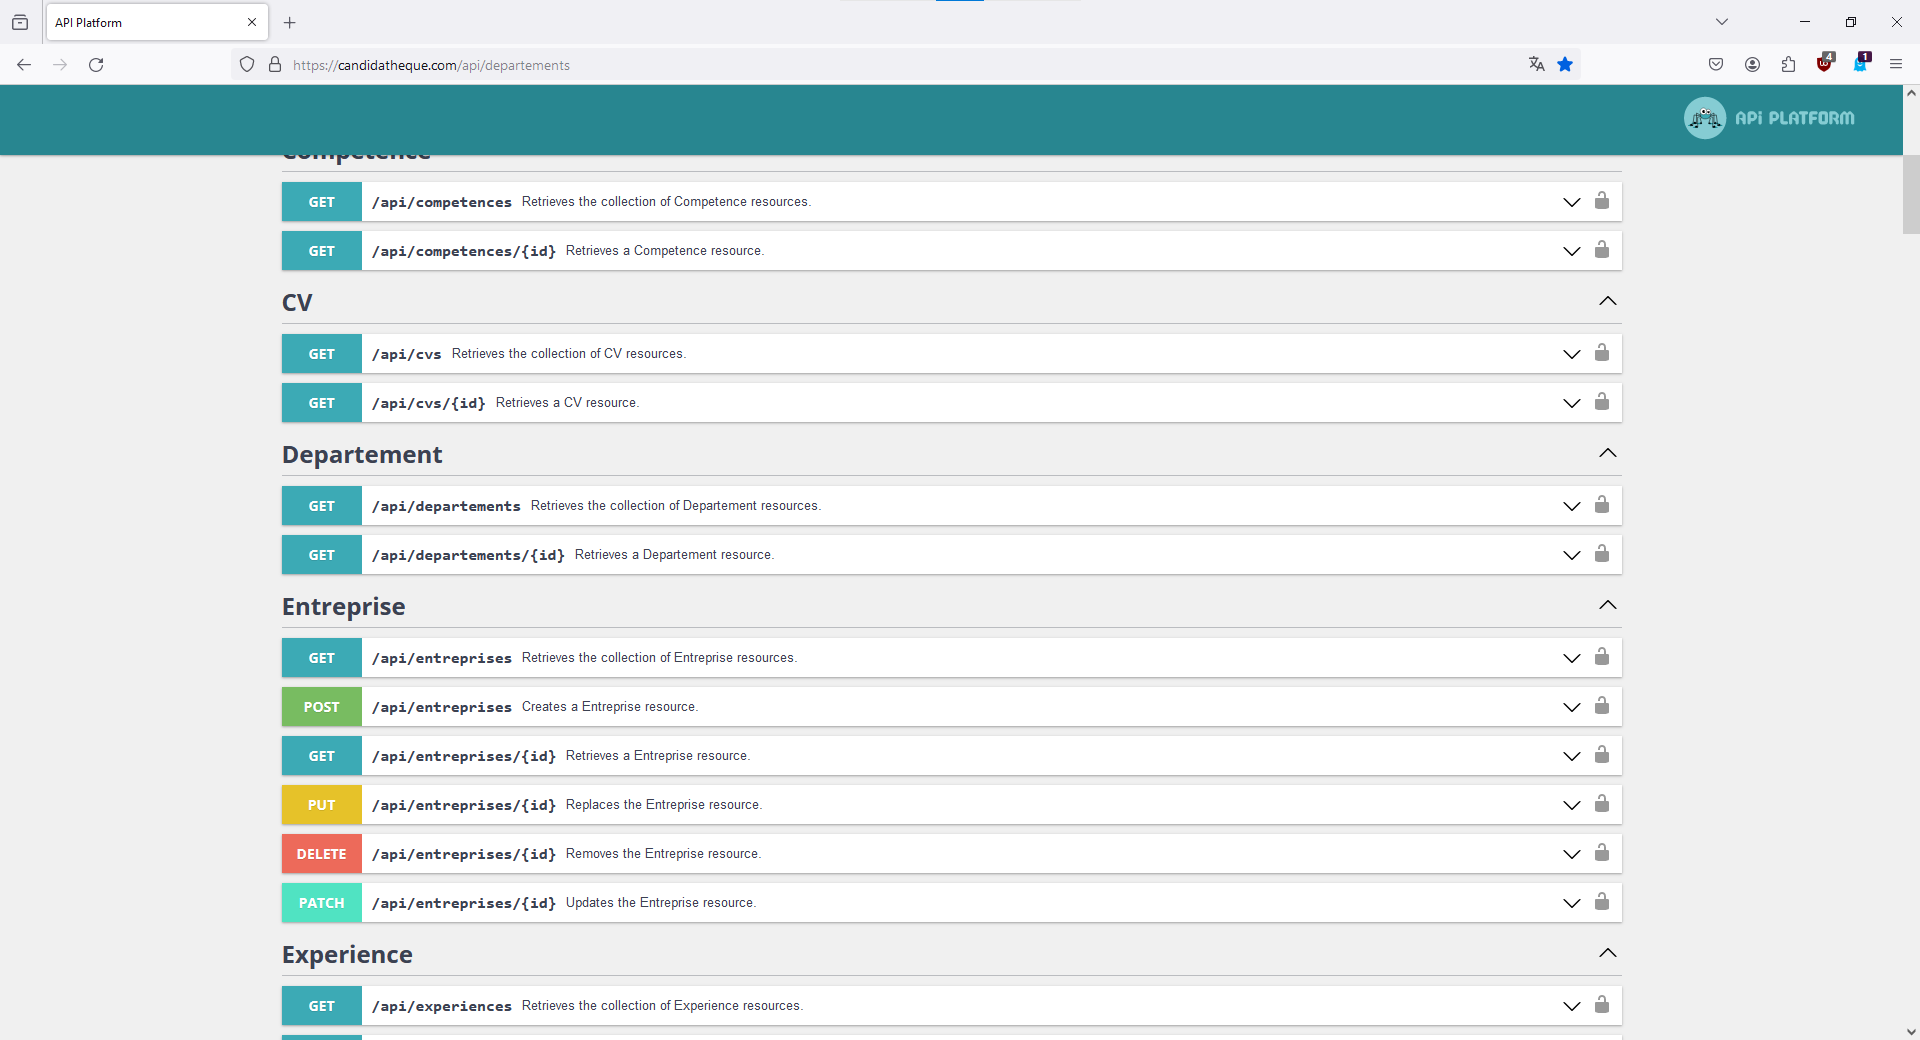 API Platform
https://candidatheque.com/api/departements
4
1
API PLATFORM
Competence
GET /api/competences Retrieves the collection of Competence resources.
GET /api/competences/{id} Retrieves a Competence resource.
CV
GET /api/cvs Retrieves the collection of CV resources.
GET /api/cvs/{id} Retrieves a CV resource.
Departement
GET /api/departements Retrieves the collection of Departement resources.
GET /api/departements/{id} Retrieves a Departement resource.
Entreprise
GET /api/entreprises Retrieves the collection of Entreprise resources.
POST /api/entreprises Creates a Entreprise resource.
GET /api/entreprises/{id} Retrieves a Entreprise resource.
PUT /api/entreprises/{id} Replaces the Entreprise resource.
DELETE /api/entreprises/{id} Removes the Entreprise resource.
PATCH /api/entreprises/{id} Updates the Entreprise resource.
Experience
GET /api/experiences Retrieves the collection of Experience resources.